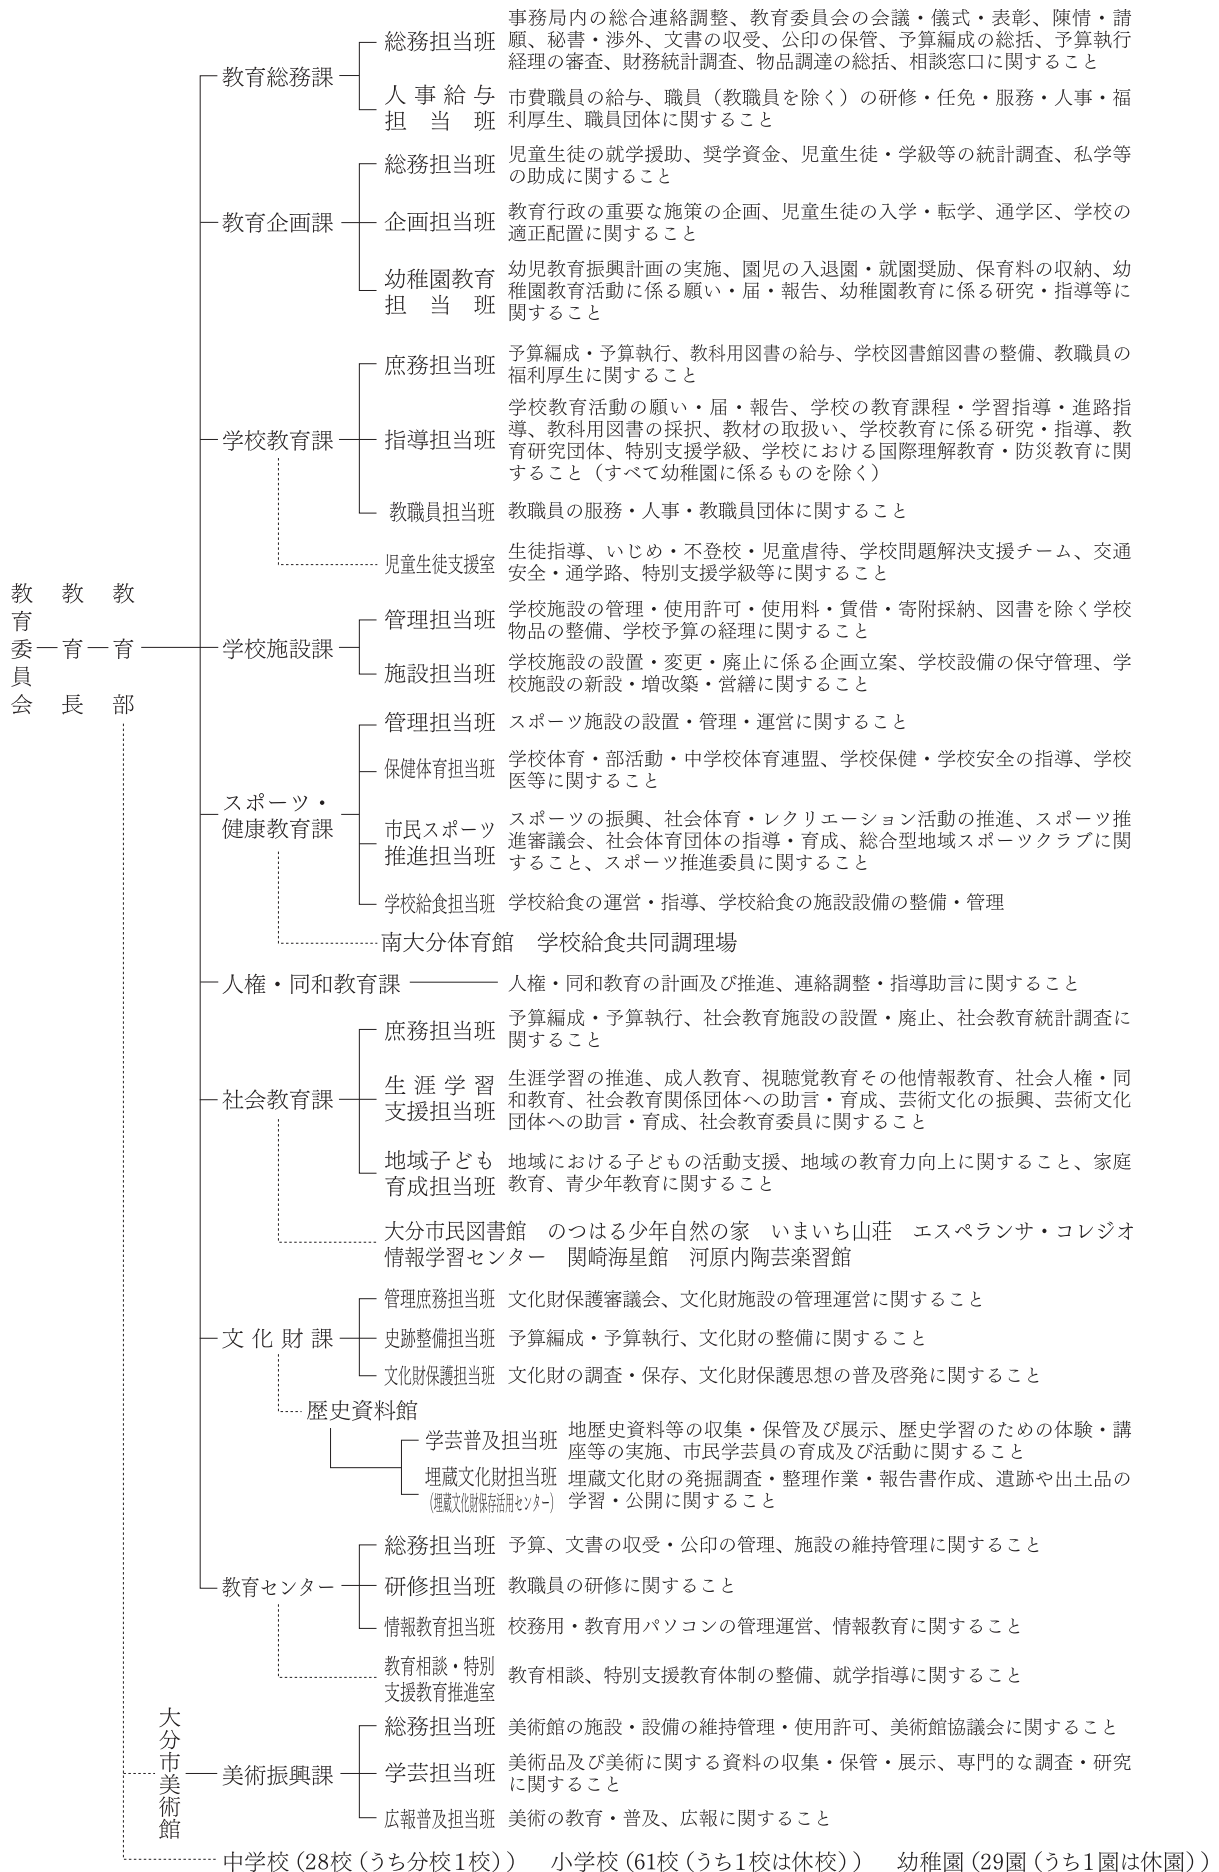 教育委員会
教育長
教育部
教育総務課
総務担当班
事務局内の総合連絡調整、教育委員会の会議・儀式・表彰、陳情・請
願、秘書・渉外、文書の収受、公印の保管、予算編成の総括、予算執行
経理の審査、財務統計調査、物品調達の総括、相談窓口に関すること
人事給与
担当班
市費職員の給与、職員（教職員を除く）の研修・任免・服務・人事・福
利厚生、職員団体に関すること
教育企画課
総務担当班
児童生徒の就学援助、奨学資金、児童生徒・学級等の統計調査、私学等
の助成に関すること
企画担当班
教育行政の重要な施策の企画、児童生徒の入学・転学、通学区、学校の
適正配置に関すること
幼稚園教育
担当班
幼児教育振興計画の実施、園児の入退園・就園奨励、保育料の収納、幼
稚園教育活動に係る願い・届・報告、幼稚園教育に係る研究・指導等に
関すること
学校教育課
庶務担当班
予算編成・予算執行、教科用図書の給与、学校図書館図書の整備、教職員の
福利厚生に関すること
指導担当班
学校教育活動の願い・届・報告、学校の教育課程・学習指導・進路指
導、教科用図書の採択、教材の取扱い、学校教育に係る研究・指導、教
育研究団体、特別支援学級、学校における国際理解教育・防災教育に関
すること（すべて幼稚園に係るものを除く）
教職員担当班
教職員の服務・人事・教職員団体に関すること
児童生徒支援室
生徒指導、いじめ・不登校・児童虐待、学校問題解決支援チーム、交通
安全・通学路、特別支援学級等に関すること
学校施設課
管理担当班
学校施設の管理・使用許可・使用料・賃借・寄附採納、図書を除く学校
物品の整備、学校予算の経理に関すること
施設担当班
学校施設の設置・変更・廃止に係る企画立案、学校設備の保守管理、学
校施設の新設・増改築・営繕に関すること
スポーツ・
健康教育課
管理担当班
スポーツ施設の設置・管理・運営に関すること
保健体育担当班
学校体育・部活動・中学校体育連盟、学校保健・学校安全の指導、学校
医等に関すること
市民スポーツ
推進担当班
スポーツの振興、社会体育・レクリエーション活動の推進、スポーツ推
進審議会、社会体育団体の指導・育成、総合型地域スポーツクラブに関
すること、スポーツ推進委員に関すること
学校給食担当班
学校給食の運営・指導、学校給食の施設設備の整備・管理
南大分体育館　学校給食共同調理場
人権・同和教育課
人権・同和教育の計画及び推進、連絡調整・指導助言に関すること
社会教育課
庶務担当班
予算編成・予算執行、社会教育施設の設置・廃止、社会教育統計調査に
関すること
生涯学習
支援担当班
生涯学習の推進、成人教育、視聴覚教育その他情報教育、社会人権・同
和教育、社会教育関係団体への助言・育成、芸術文化の振興、芸術文化
団体への助言・育成、社会教育委員に関すること
地域子ども
育成担当班
地域における子どもの活動支援、地域の教育力向上に関すること、家庭
教育、青少年教育に関すること
大分市民図書館　のつはる少年自然の家　いまいち山荘　エスペランサ・コレジオ
情報学習センター　関崎海星館　河原内陶芸楽習館
文化財課
管理庶務担当班
文化財保護審議会、文化財施設の管理運営に関すること
史跡整備担当班
予算編成・予算執行、文化財の整備に関すること
文化財保護担当班
文化財の調査・保存、文化財保護思想の普及啓発に関すること
歴史資料館
学芸普及担当班
地歴史資料等の収集・保管及び展示、歴史学習のための体験・講
座等の実施、市民学芸員の育成及び活動に関すること
埋蔵文化財担当班
（埋蔵文化財保存活用センター）
埋蔵文化財の発掘調査・整理作業・報告書作成、遺跡や出土品の
学習・公開に関すること
教育センター
総務担当班
予算、文書の収受・公印の管理、施設の維持管理に関すること
研修担当班
教職員の研修に関すること
情報教育担当班
校務用・教育用パソコンの管理運営、情報教育に関すること
教育相談・特別
支援教育推進室
教育相談、特別支援教育体制の整備、就学指導に関すること
大分市美術館
美術振興課
総務担当班
美術館の施設・設備の維持管理・使用許可、美術館協議会に関すること
学芸担当班
美術品及び美術に関する資料の収集・保管・展示、専門的な調査・研究
に関すること
広報普及担当班
美術の教育・普及、広報に関すること
中学校（28校（うち分校1校））　小学校（61校（うち1校は休校））　幼稚園（29園（うち1園は休園））